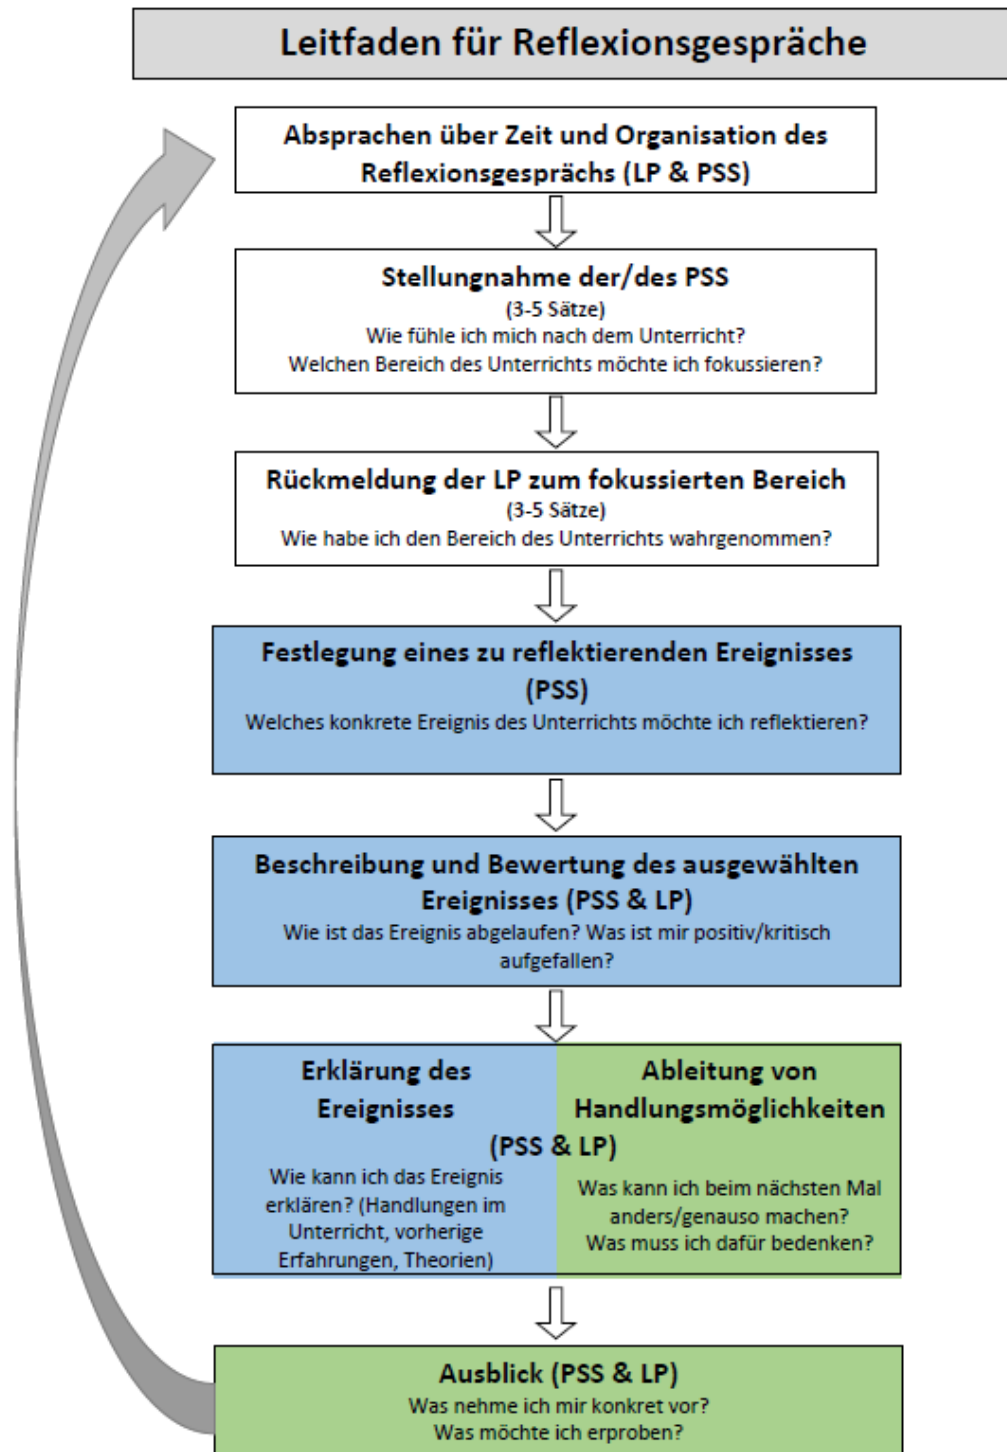 Leitfaden für Reflexionsgespräche
Absprachen über Zeit und Organisation des
Reflexionsgesprächs (LP & PSS)
Stellungnahme der/des PSS
(3-5 Sätze)
Wie fühle ich mich nach dem Unterricht?
Welchen Bereich des Unterrichts möchte ich fokussieren?
Rückmeldung der LP zum fokussierten Bereich
(3-5 Sätze)
Wie habe ich den Bereich des Unterrichts wahrgenommen?
Festlegung eines zu reflektierenden Ereignisses
(PSS)
Welches konkrete Ereignis des Unterrichts möchte ich reflektieren?
Beschreibung und Bewertung des ausgewählten
Ereignisses (PSS & LP)
Wie ist das Ereignis abgelaufen? Was ist mir positiv/kritisch
aufgefallen?
Erklärung des
Ereignisses
Ableitung von
Handlungsmöglichkeiten
(PSS & LP)
Wie kann ich das Ereignis
erklären? (Handlungen im
Unterricht, vorherige
Erfahrungen, Theorien)
Was kann ich beim nächsten Mal
anders/genauso machen?
Was muss ich dafür bedenken?
Ausblick (PSS & LP)
Was nehme ich mir konkret vor?
Was möchte ich erproben?